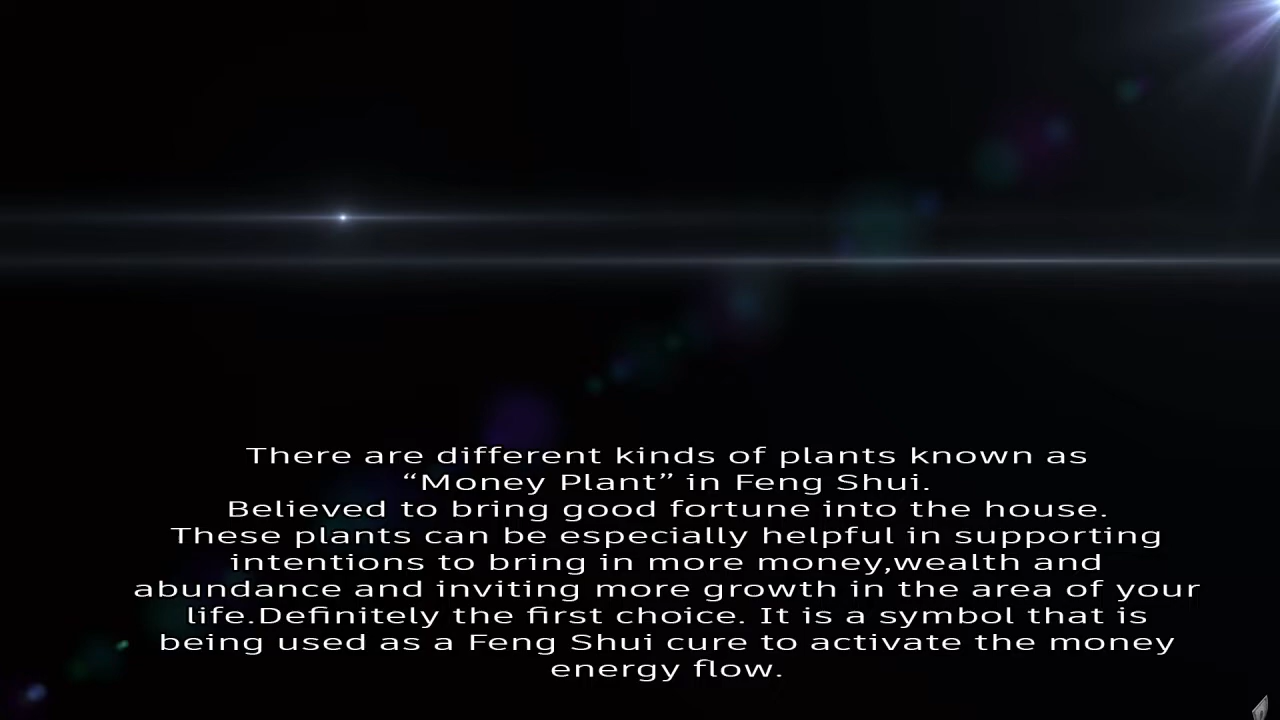 There are different kinds of plants known as
“Money Plant” in Feng Shui.
Believed to bring good fortune into the house.
These plants can be especially helpful in supporting
intentions to bring in more money,wealth and
abundance and inviting more growth in the area of your
life.Definitely the first choice. It is a symbol that is
being used as a Feng Shui cure to activate the money
energy flow.